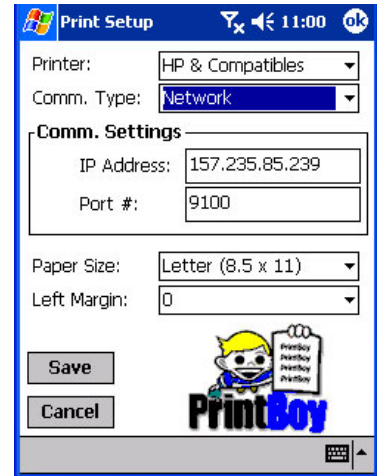 Print Setup 11:00 ok
Printer: HP & Compatibles
Comm. Type: Network
Comm. Settings
IP Address: 157.235.85.239
Port #: 9100
Paper Size: Letter (8.5 x 11)
Left Margin: 0
PrintBoy
PrintBoy
PrintBoy
PrintBoy
Save
Cancel
PrintBoy